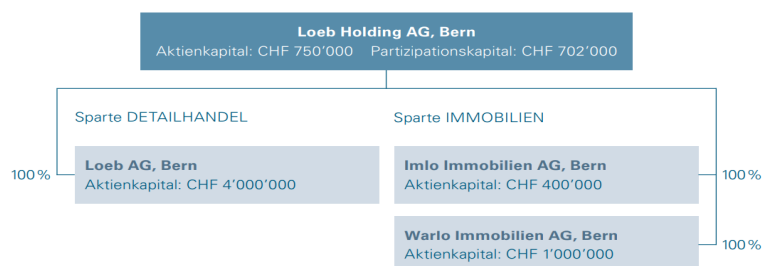 Loeb Holding AG, Bern
Aktienkapital: CHF 750’000 Partizipationskapital: CHF 702’000
Sparte DETAILHANDEL
Sparte IMMOBILIEN
100 %
Loeb AG, Bern
Aktienkapital: CHF 4’000’000
Imlo Immobilien AG, Bern
Aktienkapital: CHF 400’000
100 %
Warlo Immobilien AG, Bern
Aktienkapital: CHF 1’000’000
100 %